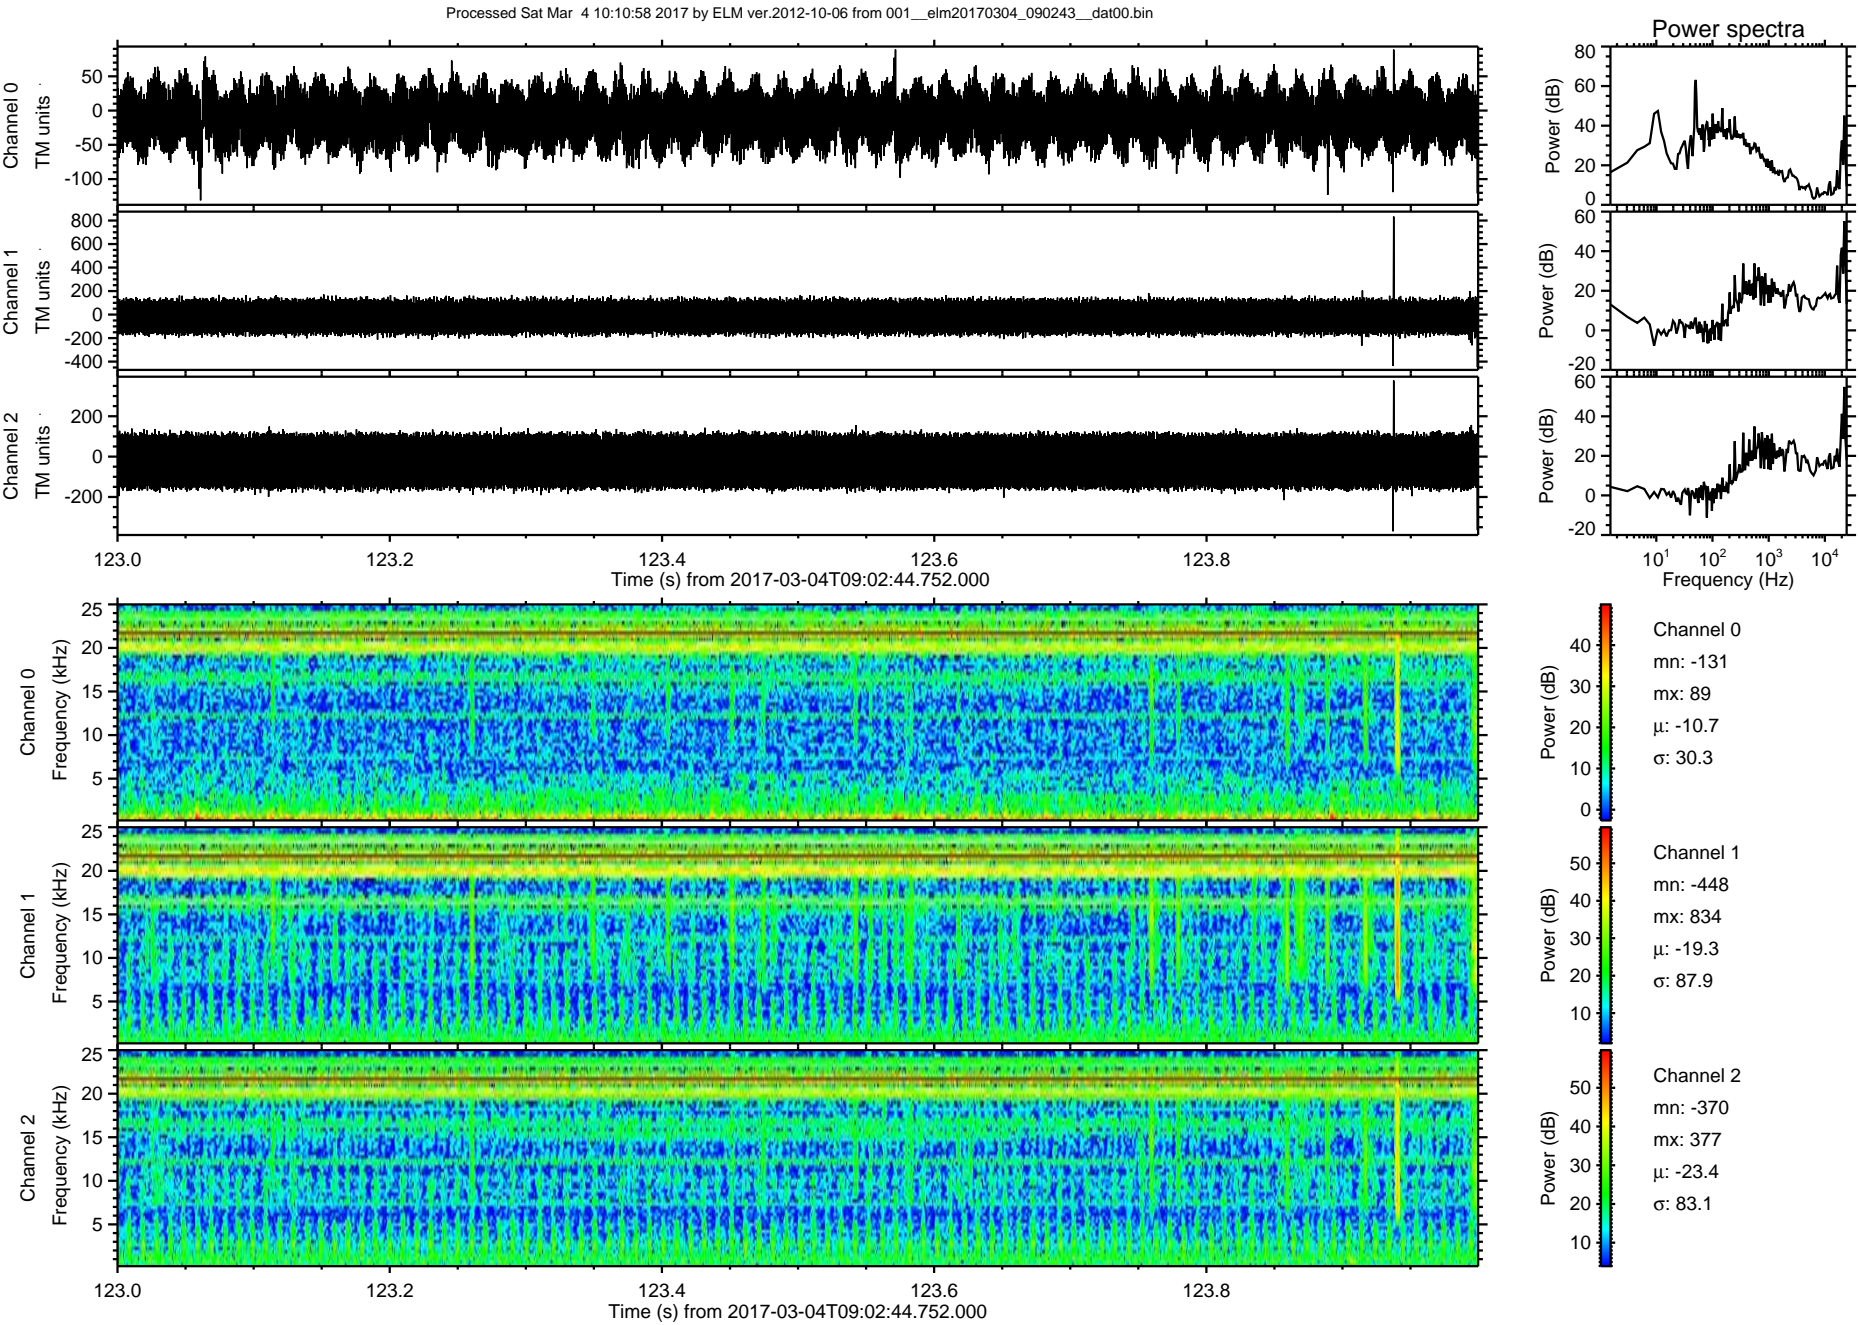 Processed Sat Mar 4 10:10:58 2017 by ELM ver.2012-10-06 from 001__elm20170304_090243__dat00.bin
Power spectra
Channel 0
TM units
50
0
-50
-100
Power (dB)
80
60
40
20
0
Channel 1
TM units
800
600
400
200
0
-200
-400
Power (dB)
60
40
20
0
-20
Channel 2
TM units
200
0
-200
Power (dB)
60
40
20
0
-20
123.0 123.2 123.4 123.6 123.8
Time (s) from 2017-03-04T09:02:44.752.000
10¹ 10² 10³ 10⁴
Frequency (Hz)
Channel 0
Frequency (kHz)
25
20
15
10
5
Power (dB)
40
30
20
10
0
Channel 0
mn: -131
mx: 89
μ: -10.7
σ: 30.3
Channel 1
Frequency (kHz)
25
20
15
10
5
Power (dB)
50
40
30
20
10
Channel 1
mn: -448
mx: 834
μ: -19.3
σ: 87.9
Channel 2
Frequency (kHz)
25
20
15
10
5
Power (dB)
50
40
30
20
10
Channel 2
mn: -370
mx: 377
μ: -23.4
σ: 83.1
123.0 123.2 123.4 123.6 123.8
Time (s) from 2017-03-04T09:02:44.752.000